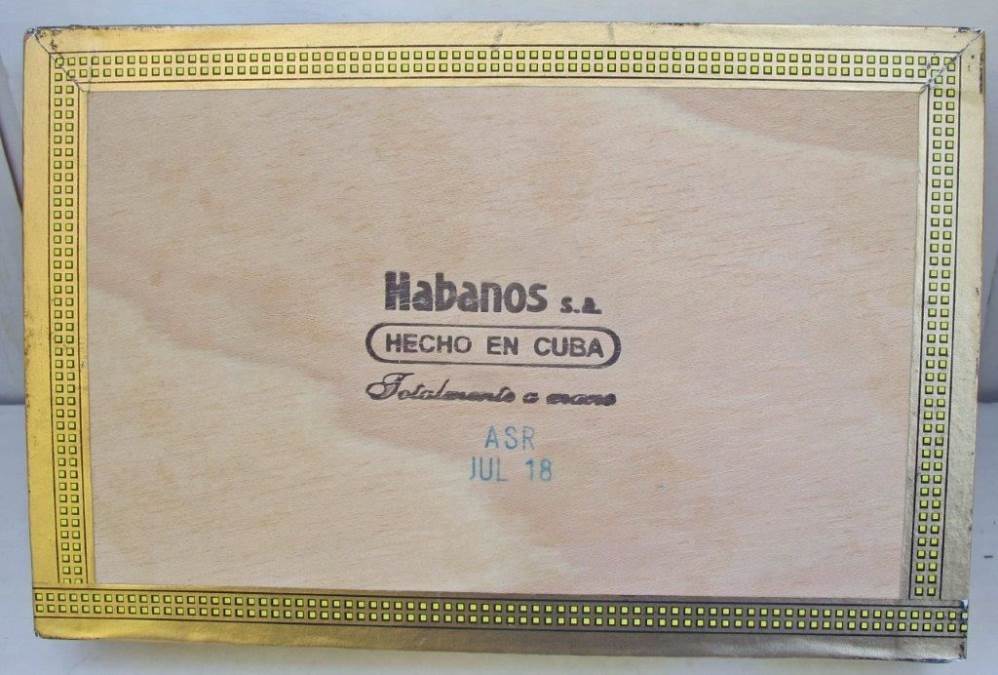 Habanos s.a.
HECHO EN CUBA
Totalmente a mano
ASR
JUL 18